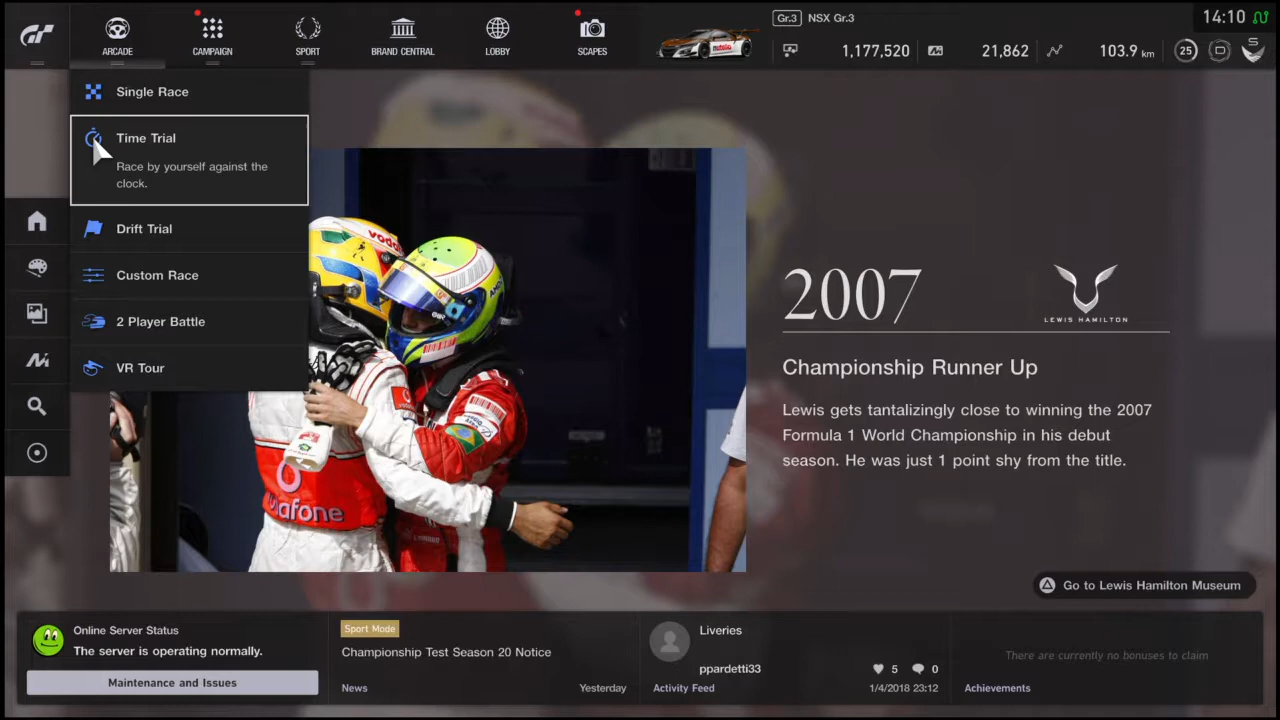 ARCADE
CAMPAIGN
SPORT
BRAND CENTRAL
LOBBY
SCAPES
Gr.3 NSX Gr.3
14:10
1,177,520
21,862
103.9 km
25
D
S
Single Race
Time Trial
Race by yourself against the
clock.
Drift Trial
Custom Race
2 Player Battle
VR Tour
vodafone
2007
LEWIS HAMILTON
Championship Runner Up
Lewis gets tantalizingly close to winning the 2007
Formula 1 World Championship in his debut
season. He was just 1 point shy from the title.
Go to Lewis Hamilton Museum
Online Server Status
The server is operating normally.
Maintenance and Issues
Sport Mode
Championship Test Season 20 Notice
News
Yesterday
Liveries
ppardetti33
5
0
Activity Feed
1/4/2018 23:12
There are currently no bonuses to claim
Achievements